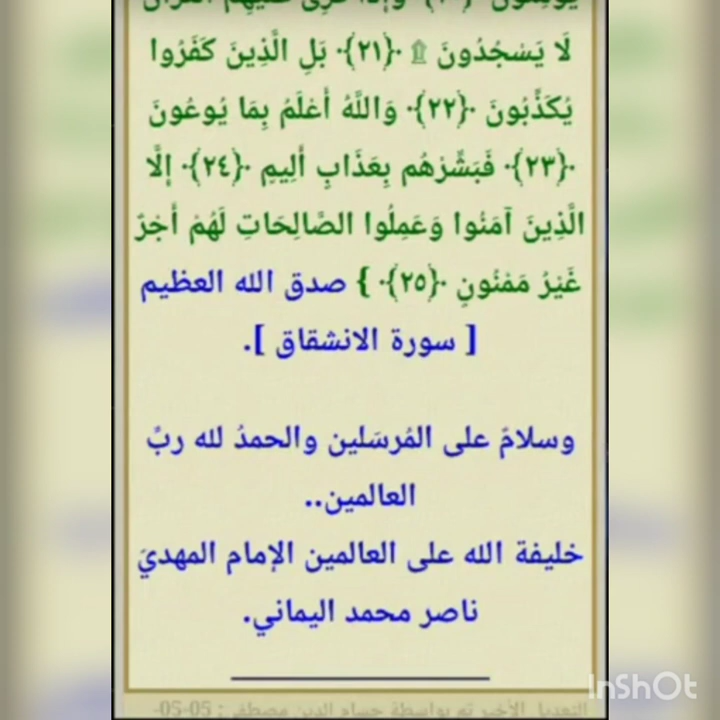 لَا يَسْجُدُونَ ۩ ﴿٢١﴾ بَلِ الَّذِينَ كَفَرُوا
يُكَذِّبُونَ ﴿٢٢﴾ وَاللَّهُ أَعْلَمُ بِمَا يُوعُونَ
﴿٢٣﴾ فَبَشِّرْهُم بِعَذَابٍ أَلِيمٍ ﴿٢٤﴾ إِلَّا
الَّذِينَ آمَنُوا وَعَمِلُوا الصَّالِحَاتِ لَهُمْ أَجْرٌ
غَيْرُ مَمْنُونٍ ﴿٢٥﴾ } صدق الله العظيم
[ سورة الانشقاق ].
وسلامٌ على المُرسَلين والحمدُ لله ربِّ
العالمين..
خليفة الله على العالمين الإمام المهديّ
ناصر محمد اليماني.
InShOt